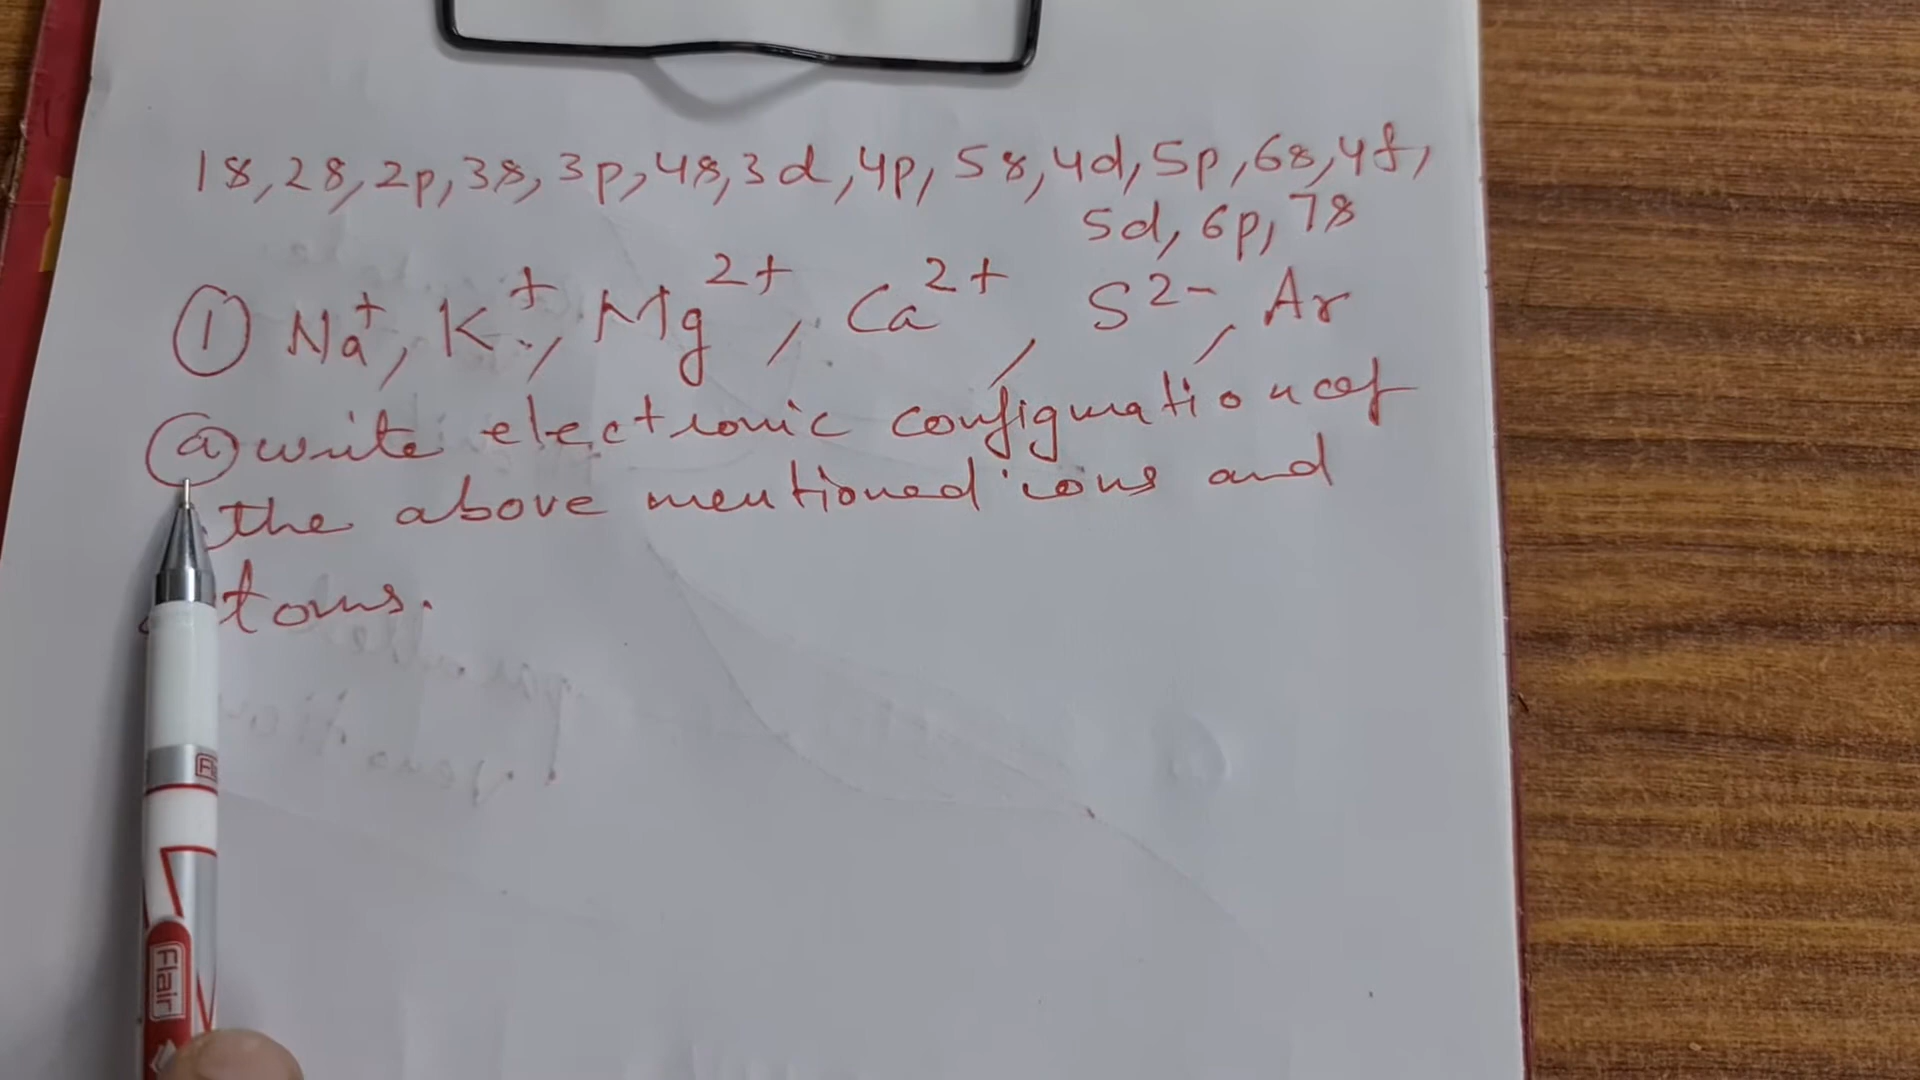 1s, 2s, 2p, 3s, 3p, 4s, 3d, 4p, 5s, 4d, 5p, 6s, 4f,
5d, 6p, 7s
① Na⁺, K⁺, Mg²⁺, Ca²⁺, S²⁻, Ar
ⓐ write electronic configuration of
the above mentioned ions and
atoms.
Flair